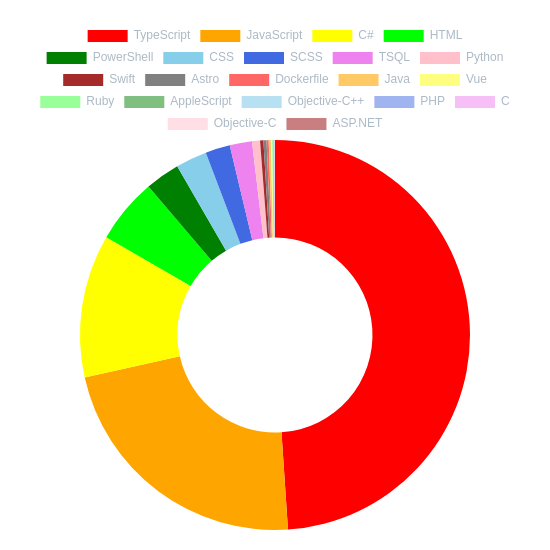 TypeScript JavaScript C# HTML
PowerShell CSS SCSS TSQL Python
Swift Astro Dockerfile Java Vue
Ruby AppleScript Objective-C++ PHP C
Objective-C ASP.NET